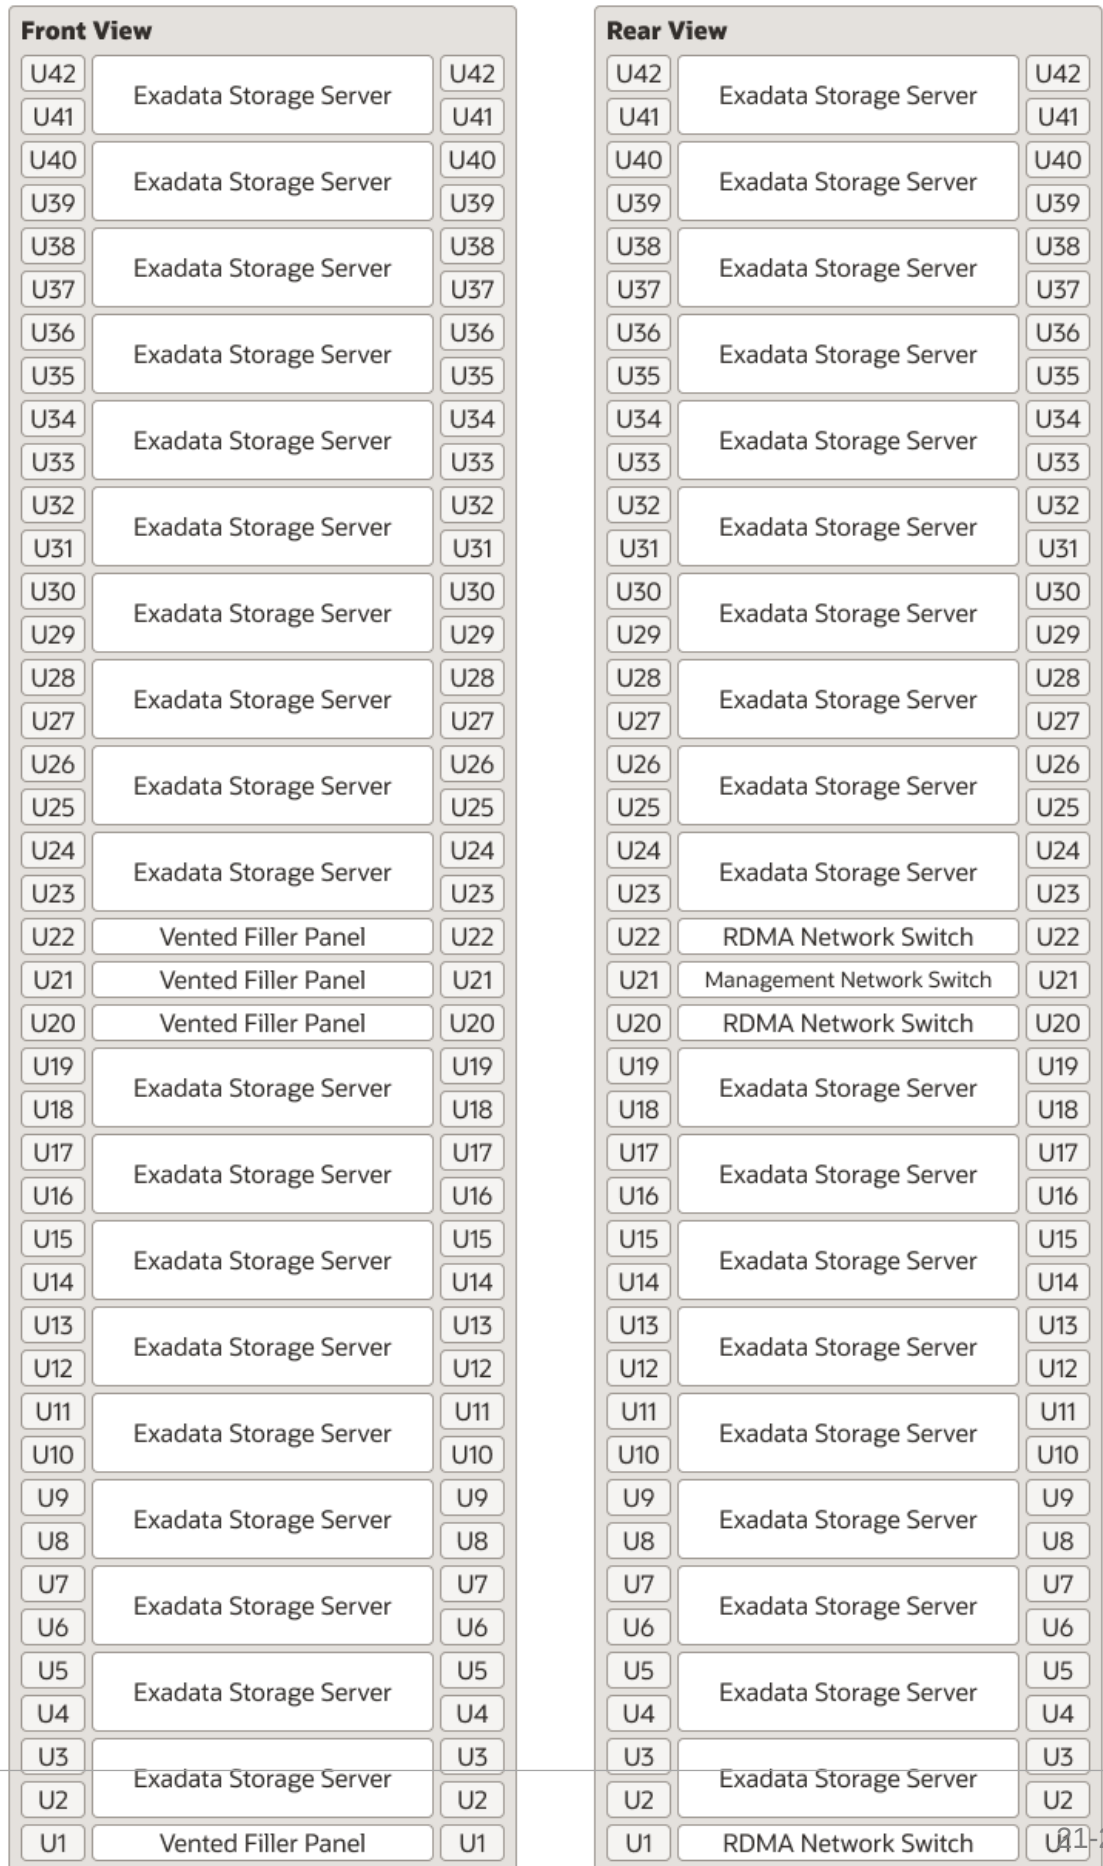 Front View
U42 Exadata Storage Server U42
U41 U41
U40 Exadata Storage Server U40
U39 U39
U38 Exadata Storage Server U38
U37 U37
U36 Exadata Storage Server U36
U35 U35
U34 Exadata Storage Server U34
U33 U33
U32 Exadata Storage Server U32
U31 U31
U30 Exadata Storage Server U30
U29 U29
U28 Exadata Storage Server U28
U27 U27
U26 Exadata Storage Server U26
U25 U25
U24 Exadata Storage Server U24
U23 U23
U22 Vented Filler Panel U22
U21 Vented Filler Panel U21
U20 Vented Filler Panel U20
U19 Exadata Storage Server U19
U18 U18
U17 Exadata Storage Server U17
U16 U16
U15 Exadata Storage Server U15
U14 U14
U13 Exadata Storage Server U13
U12 U12
U11 Exadata Storage Server U11
U10 U10
U9 Exadata Storage Server U9
U8 U8
U7 Exadata Storage Server U7
U6 U6
U5 Exadata Storage Server U5
U4 U4
U3 Exadata Storage Server U3
U2 U2
U1 Vented Filler Panel U1
Rear View
U42 Exadata Storage Server U42
U41 U41
U40 Exadata Storage Server U40
U39 U39
U38 Exadata Storage Server U38
U37 U37
U36 Exadata Storage Server U36
U35 U35
U34 Exadata Storage Server U34
U33 U33
U32 Exadata Storage Server U32
U31 U31
U30 Exadata Storage Server U30
U29 U29
U28 Exadata Storage Server U28
U27 U27
U26 Exadata Storage Server U26
U25 U25
U24 Exadata Storage Server U24
U23 U23
U22 RDMA Network Switch U22
U21 Management Network Switch U21
U20 RDMA Network Switch U20
U19 Exadata Storage Server U19
U18 U18
U17 Exadata Storage Server U17
U16 U16
U15 Exadata Storage Server U15
U14 U14
U13 Exadata Storage Server U13
U12 U12
U11 Exadata Storage Server U11
U10 U10
U9 Exadata Storage Server U9
U8 U8
U7 Exadata Storage Server U7
U6 U6
U5 Exadata Storage Server U5
U4 U4
U3 Exadata Storage Server U3
U2 U2
U1 RDMA Network Switch U1